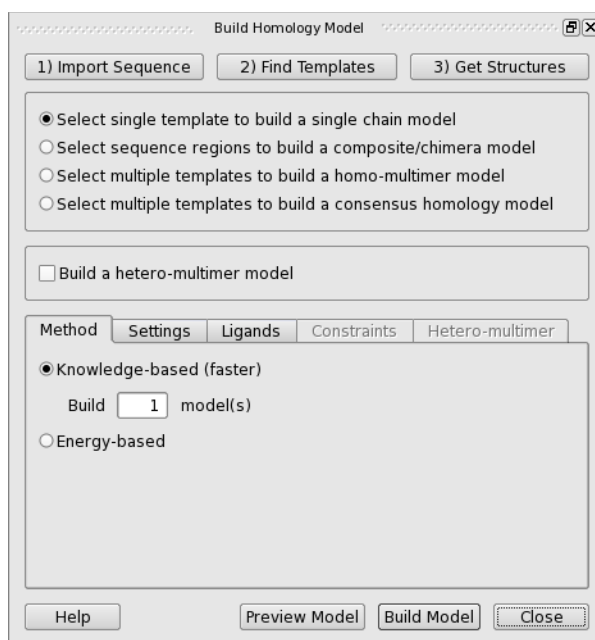 Build Homology Model
1) Import Sequence 2) Find Templates 3) Get Structures
Select single template to build a single chain model
Select sequence regions to build a composite/chimera model
Select multiple templates to build a homo-multimer model
Select multiple templates to build a consensus homology model
Build a hetero-multimer model
Method Settings Ligands Constraints Hetero-multimer
Knowledge-based (faster)
Build 1 model(s)
Energy-based
Help Preview Model Build Model Close